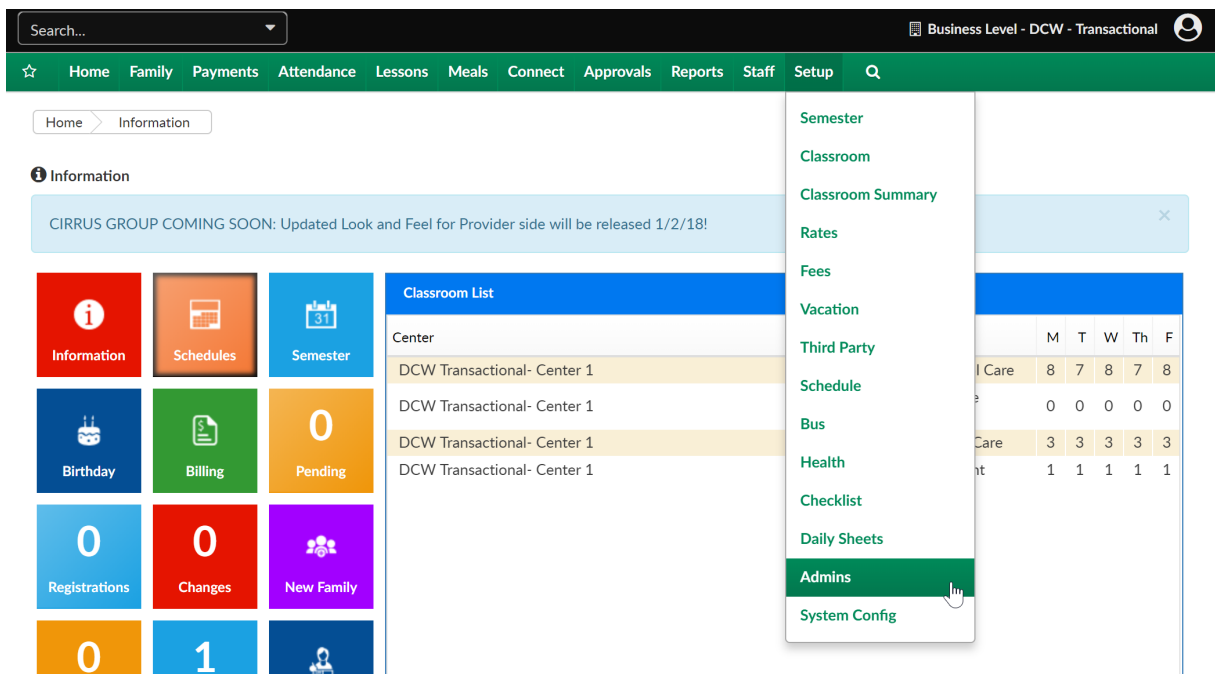 Search...
Business Level - DCW - Transactional
Home Family Payments Attendance Lessons Meals Connect Approvals Reports Staff Setup
Home Information
Information
CIRRUS GROUP COMING SOON: Updated Look and Feel for Provider side will be released 1/2/18!
×
Semester
Classroom
Classroom Summary
Rates
Fees
Vacation
Third Party
Schedule
Bus
Health
Checklist
Daily Sheets
Admins
System Config
Information
Schedules
31
Semester
Birthday
Billing
0
Pending
0
Registrations
0
Changes
New Family
0
1
Classroom List
Center M T W Th F
DCW Transactional- Center 1 l Care 8 7 8 7 8
DCW Transactional- Center 1 0 0 0 0 0
DCW Transactional- Center 1 Care 3 3 3 3 3
DCW Transactional- Center 1 nt 1 1 1 1 1